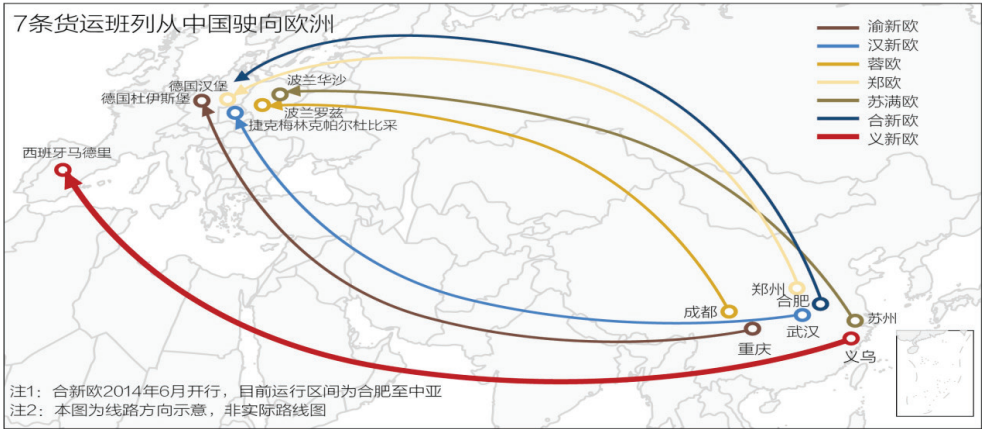 7条货运班列从中国驶向欧洲
渝新欧
汉新欧
蓉欧
郑欧
苏满欧
合新欧
义新欧
德国汉堡
波兰华沙
德国杜伊斯堡
波兰罗兹
捷克梅林克帕尔杜比采
西班牙马德里
郑州
合肥
成都
武汉
苏州
重庆
义乌
注1：合新欧2014年6月开行，目前运行区间为合肥至中亚
注2：本图为线路方向示意，非实际路线图